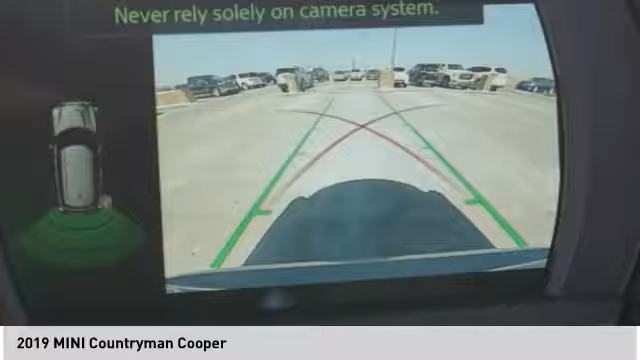 Never rely solely on camera system.
2019 MINI Countryman Cooper